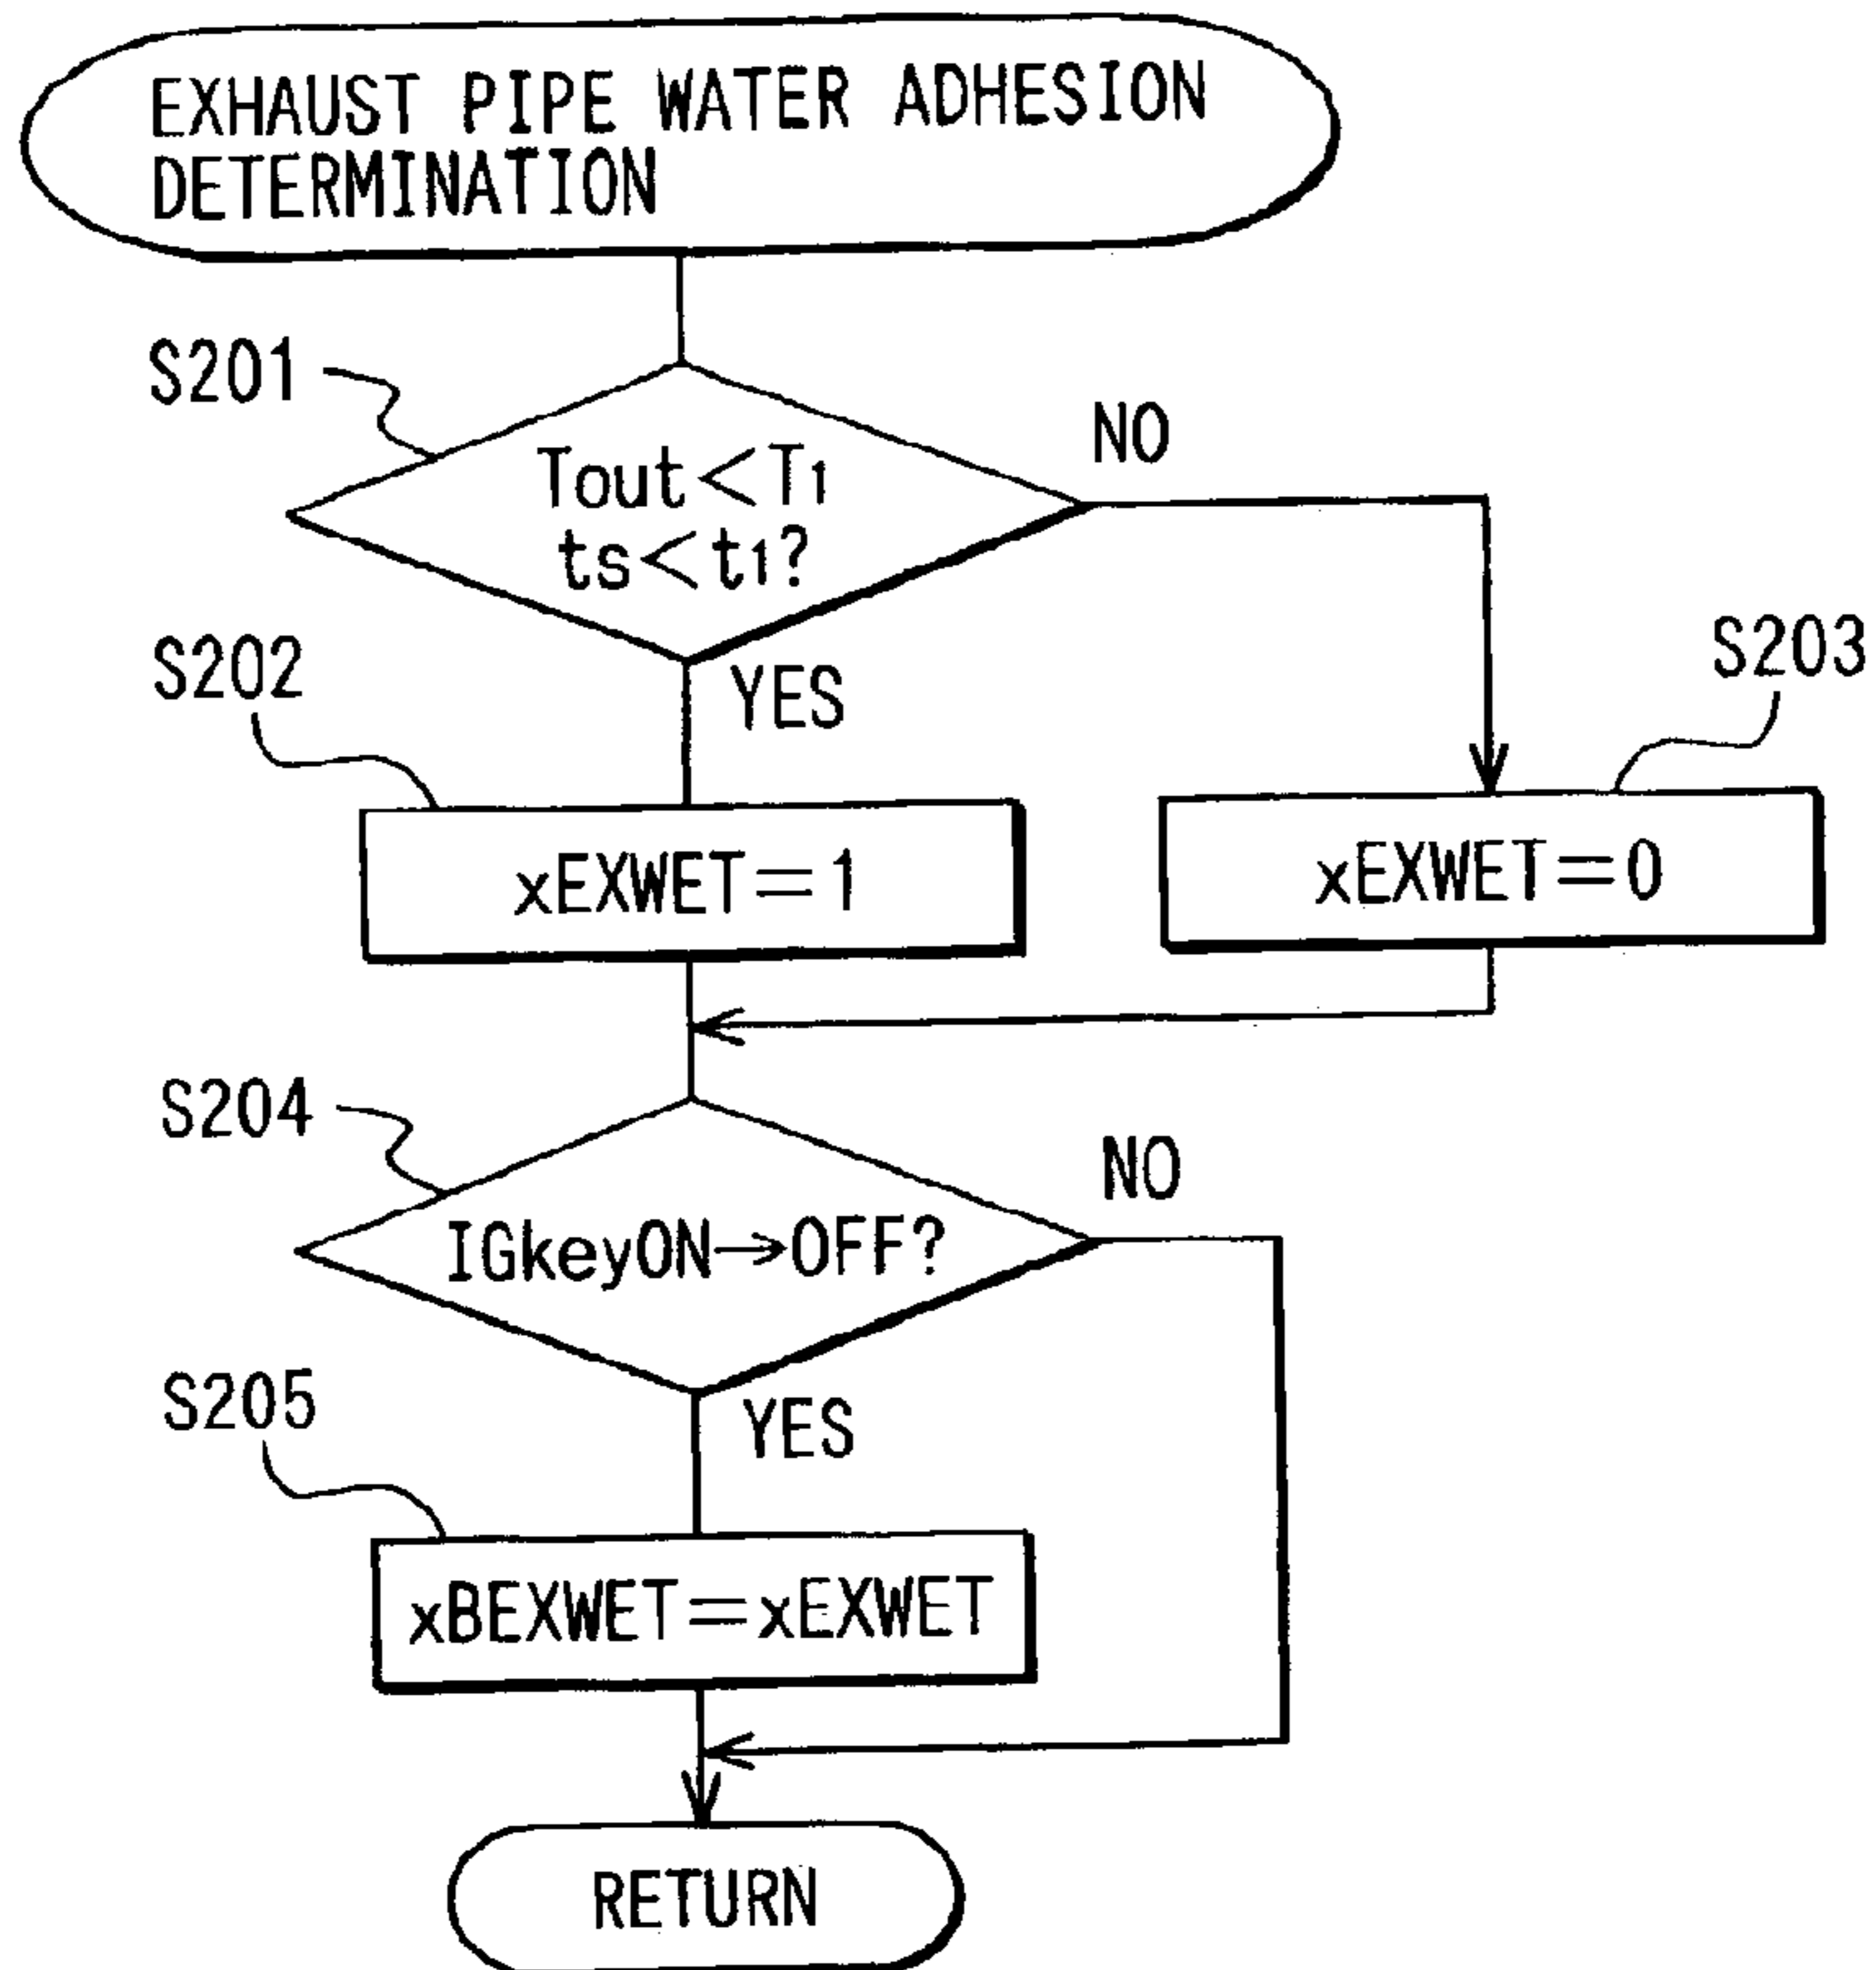 EXHAUST PIPE WATER ADHESION
DETERMINATION
S201
Tout<T1
ts<t1?
NO
YES
S202
xEXWET=1
S203
xEXWET=0
S204
IGkeyON→OFF?
NO
YES
S205
xBEXWET=xEXWET
RETURN